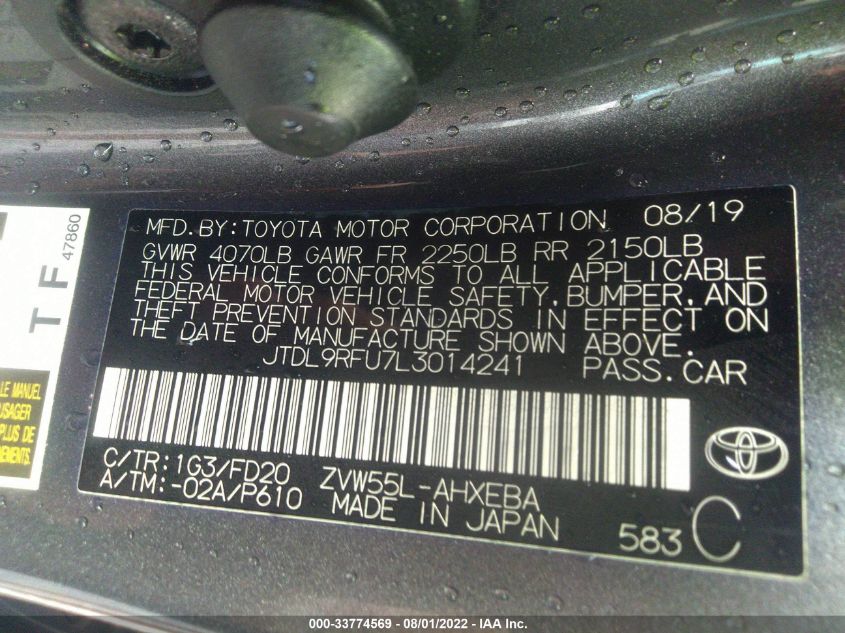 MFD.BY:TOYOTA MOTOR CORPORATION 08/19
GVWR 4070LB GAWR FR 2250LB RR 2150LB
THIS VEHICLE CONFORMS TO ALL APPLICABLE
FEDERAL MOTOR VEHICLE SAFETY,BUMPER,AND
THEFT PREVENTION STANDARDS IN EFFECT ON
THE DATE OF MANUFACTURE SHOWN ABOVE.
JTDL9RFU7L3014241 PASS.CAR
C/TR:1G3/FD20 ZVW55L-AHXEBA
A/TM:-02A/P610 MADE IN JAPAN
583 C
TF
47860
LE MANUEL
USAGER
PLUS DE
000-33774569 - 08/01/2022 - IAA Inc.